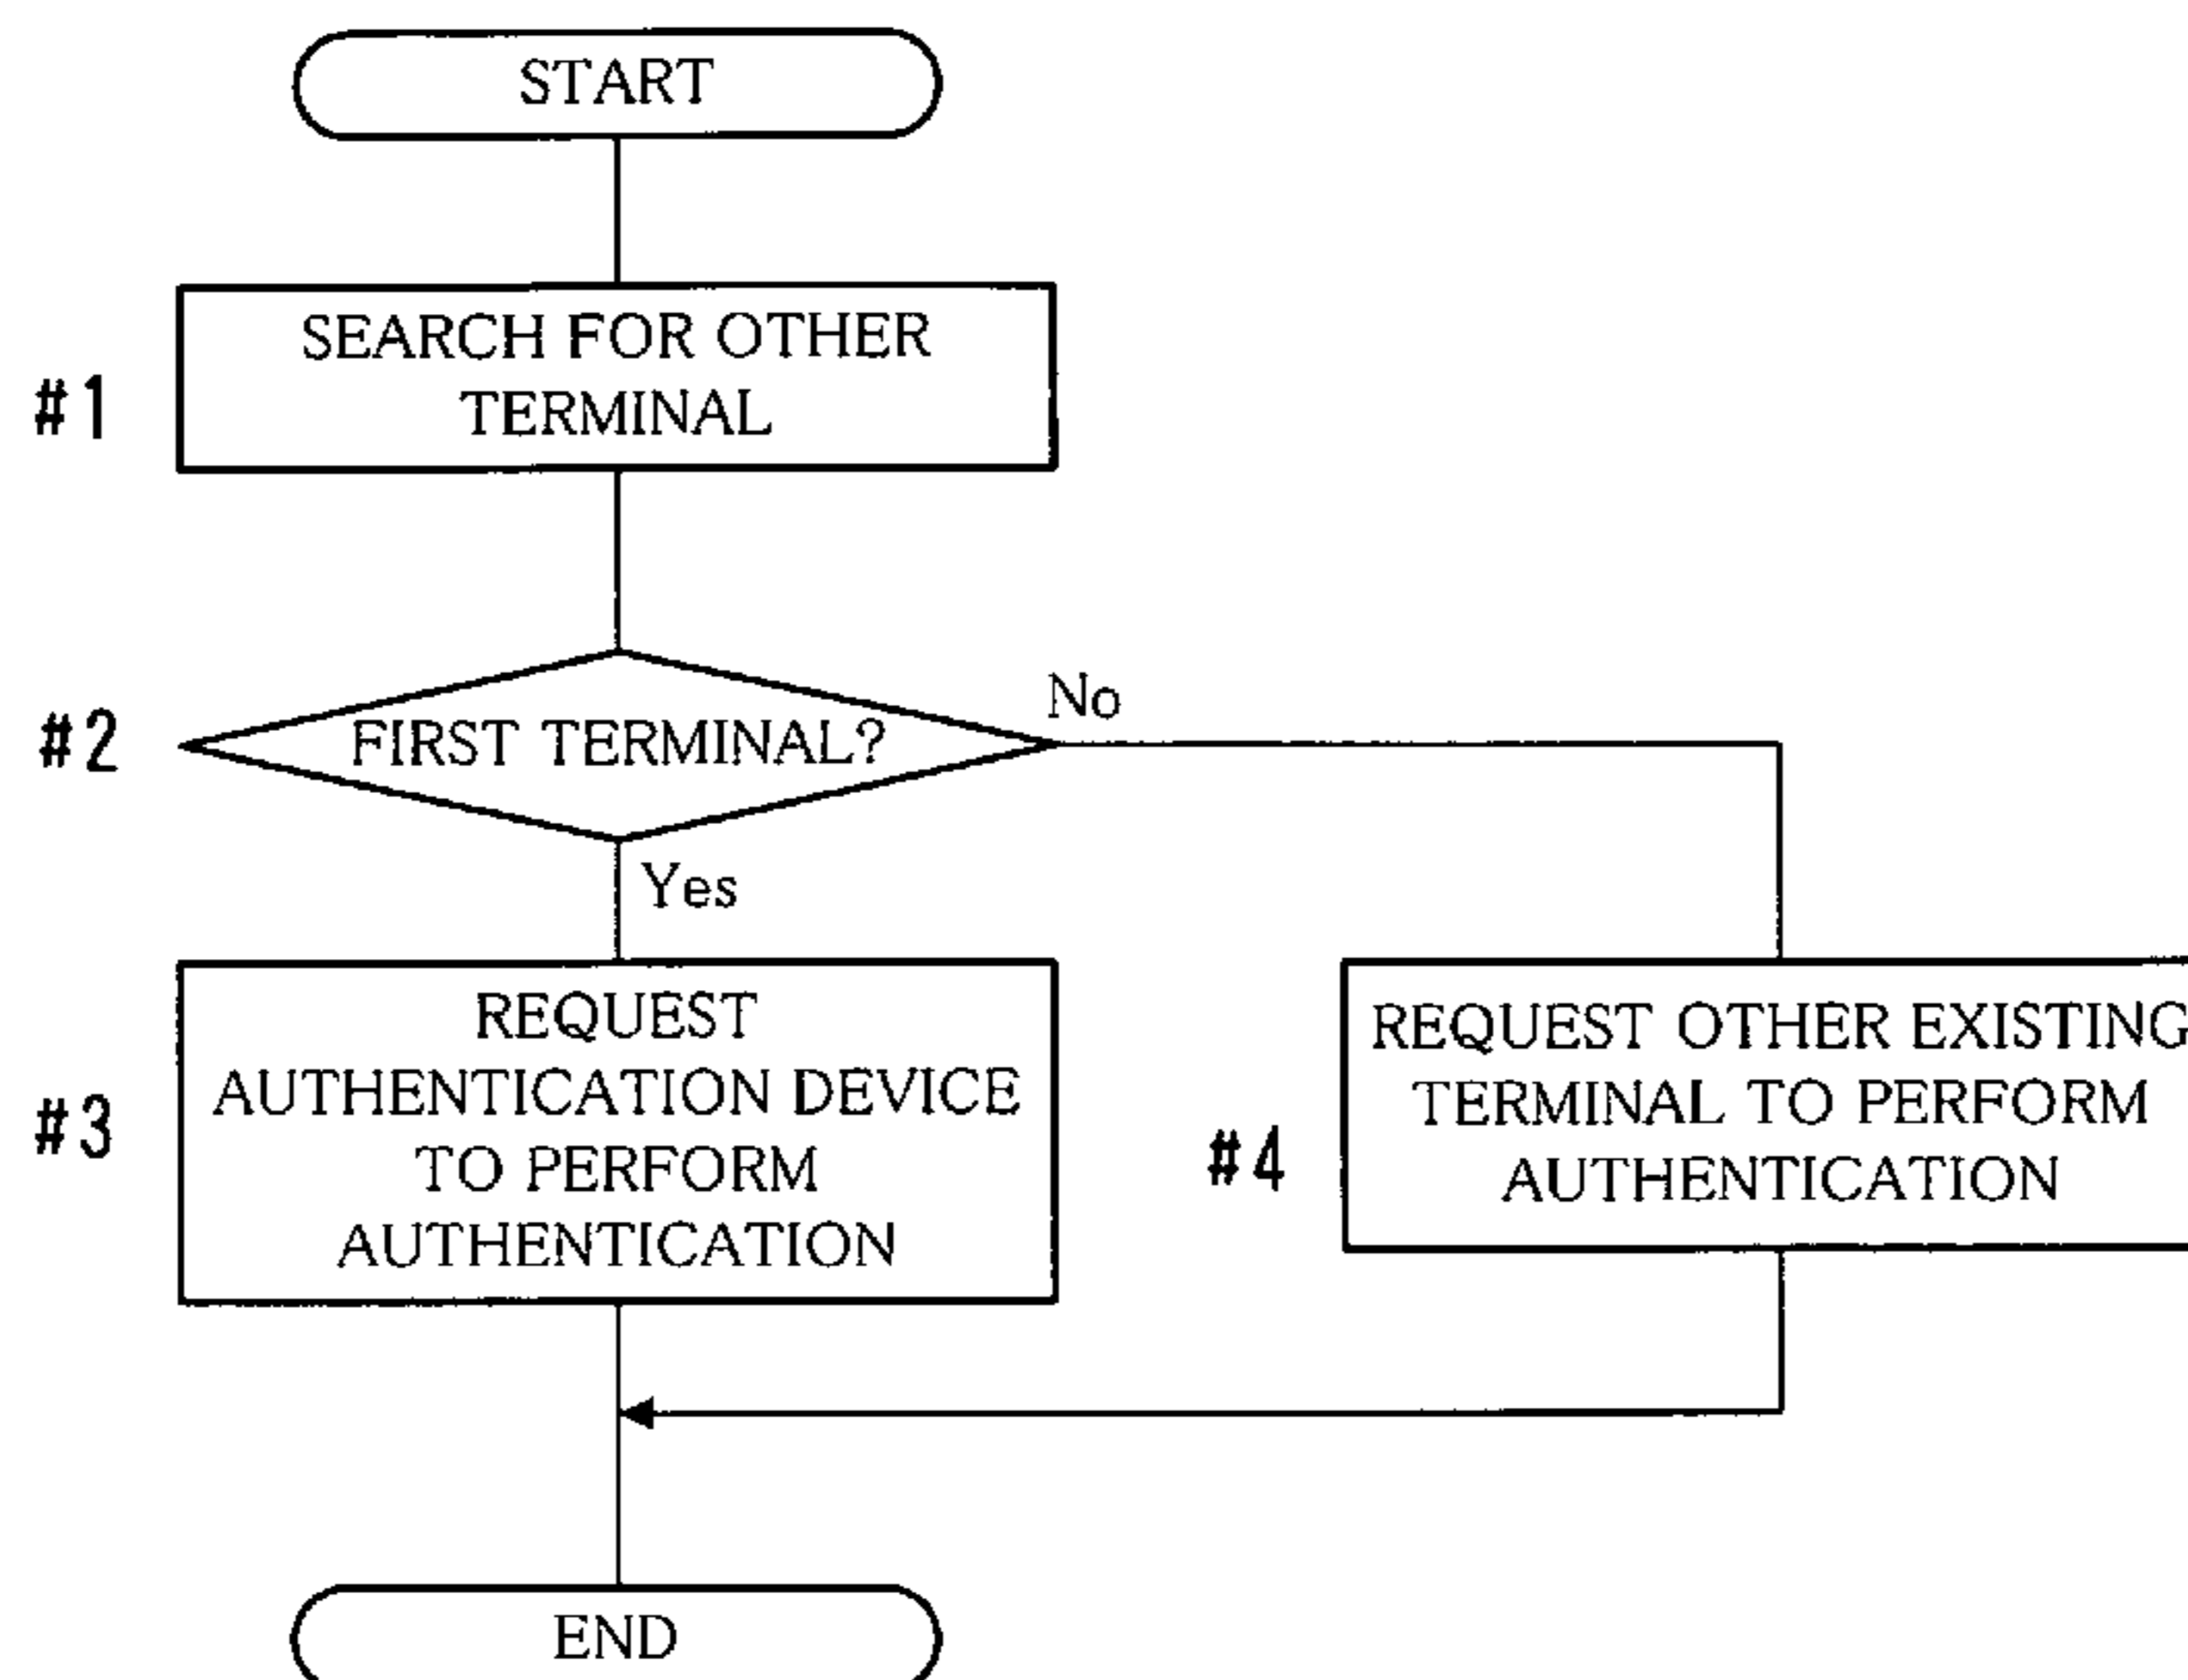 START
SEARCH FOR OTHER
TERMINAL
#1
FIRST TERMINAL?
No
#2
Yes
REQUEST
AUTHENTICATION DEVICE
TO PERFORM
AUTHENTICATION
#3
REQUEST OTHER EXISTING
TERMINAL TO PERFORM
AUTHENTICATION
#4
END